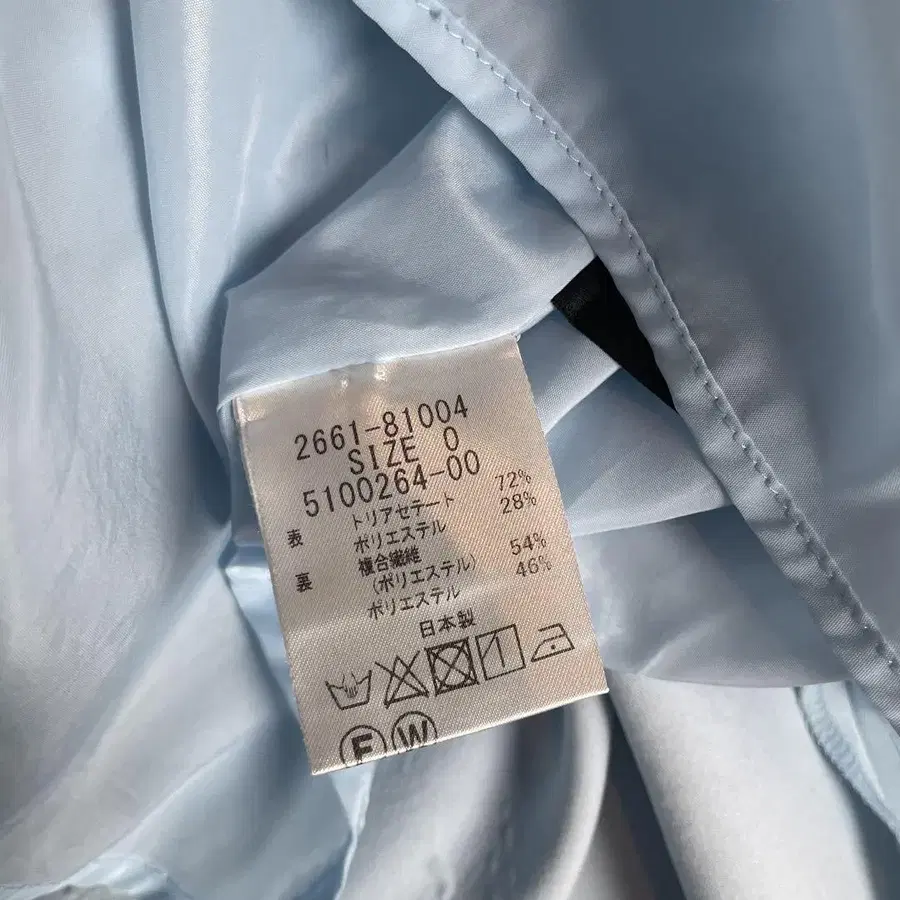 2661-81004
SIZE 0
5100264-00
表 トリアセテート 72%
ポリエステル 28%
裏 複合繊維
(ポリエステル) 54%
ポリエステル 46%
日本製
F W